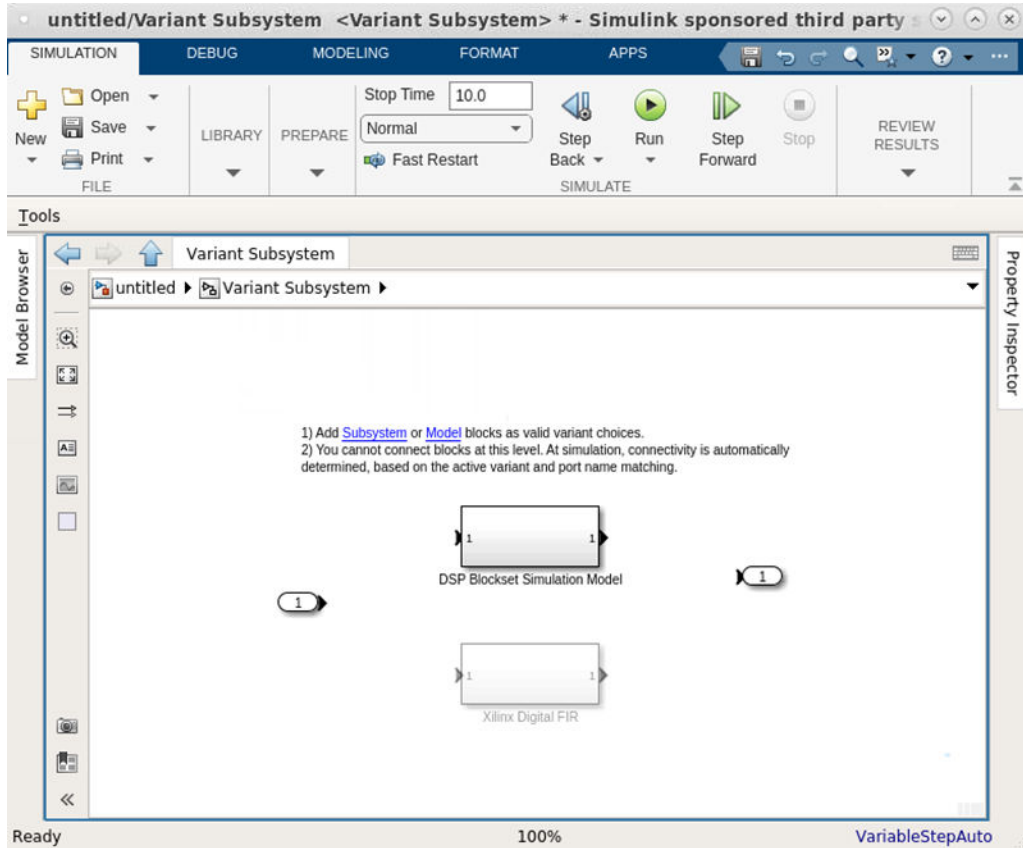 untitled/Variant Subsystem <Variant Subsystem> * - Simulink sponsored third party
SIMULATION DEBUG MODELING FORMAT APPS
New
Open
Save
Print
FILE
LIBRARY
PREPARE
Stop Time 10.0
Normal
Fast Restart
Step Back
Run
Step Forward
Stop
SIMULATE
REVIEW RESULTS
Tools
Model Browser
Variant Subsystem
untitled Variant Subsystem
Property Inspector
1) Add Subsystem or Model blocks as valid variant choices.
2) You cannot connect blocks at this level. At simulation, connectivity is automatically
determined, based on the active variant and port name matching.
1 1
DSP Blockset Simulation Model
1
1
1 1
Xilinx Digital FIR
Ready 100% VariableStepAuto